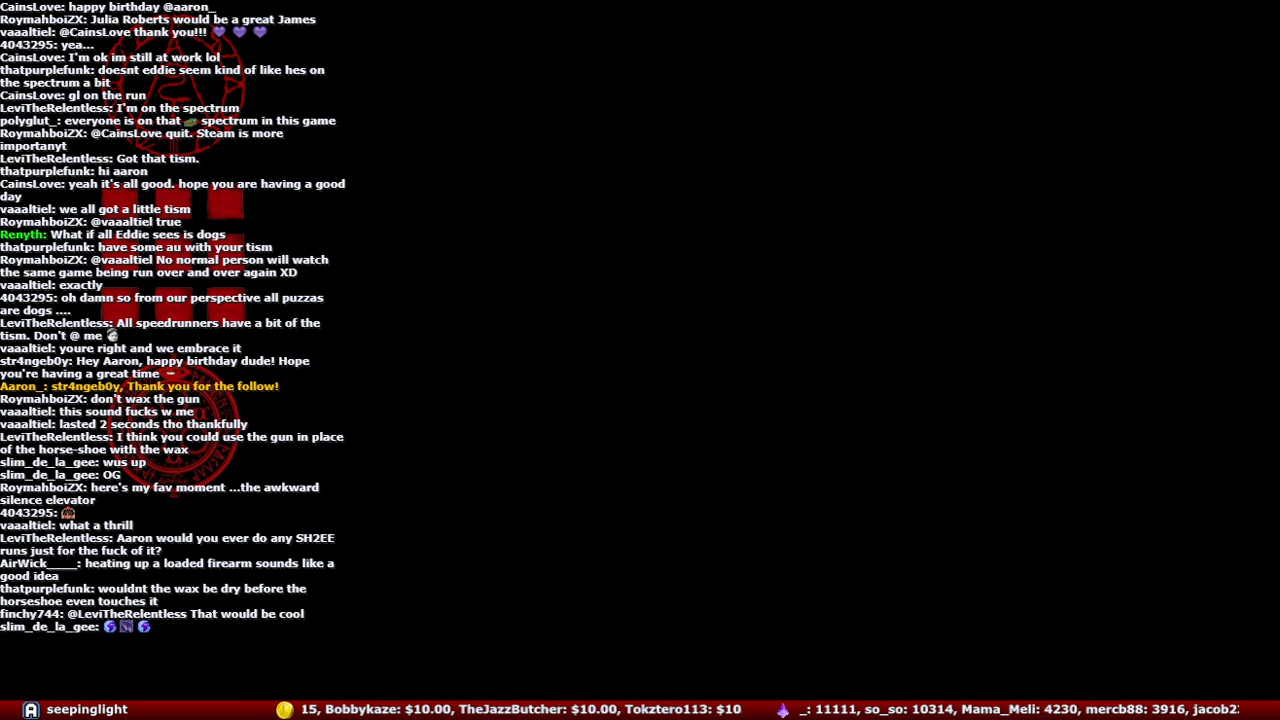 CainsLove: happy birthday @aaron_
RoymahboiZX: Julia Roberts would be a great James
vaaaltiel: @CainsLove thank you!!!
4043295: yea...
CainsLove: I'm ok im still at work lol
thatpurplefunk: doesnt eddie seem kind of like hes on
the spectrum a bit
CainsLove: gl on the run
LeviTheRelentless: I'm on the spectrum
polyglut_: everyone is on that spectrum in this game
RoymahboiZX: @CainsLove quit. Steam is more
importanyt
LeviTheRelentless: Got that tism.
thatpurplefunk: hi aaron
CainsLove: yeah it's all good. hope you are having a good
day
vaaaltiel: we all got a little tism
RoymahboiZX: @vaaaltiel true
Renyth: What if all Eddie sees is dogs
thatpurplefunk: have some au with your tism
RoymahboiZX: @vaaaltiel No normal person will watch
the same game being run over and over again XD
vaaaltiel: exactly
4043295: oh damn so from our perspective all puzzas
are dogs ....
LeviTheRelentless: All speedrunners have a bit of the
tism. Don't @ me
vaaaltiel: youre right and we embrace it
str4ngeb0y: Hey Aaron, happy birthday dude! Hope
you're having a great time
Aaron_: str4ngeb0y, Thank you for the follow!
RoymahboiZX: don't wax the gun
vaaaltiel: this sound fucks w me
vaaaltiel: lasted 2 seconds tho thankfully
LeviTheRelentless: I think you could use the gun in place
of the horse-shoe with the wax
slim_de_la_gee: wus up
slim_de_la_gee: OG
RoymahboiZX: here's my fav moment ...the awkward
silence elevator
4043295:
vaaaltiel: what a thrill
LeviTheRelentless: Aaron would you ever do any SH2EE
runs just for the fuck of it?
AirWick____: heating up a loaded firearm sounds like a
good idea
thatpurplefunk: wouldnt the wax be dry before the
horseshoe even touches it
finchy744: @LeviTheRelentless That would be cool
slim_de_la_gee:
seepinglight 15, Bobbykaze: $10.00, TheJazzButcher: $10.00, Tokztero113: $10 _: 11111, so_so: 10314, Mama_Meli: 4230, mercb88: 3916, jacob2